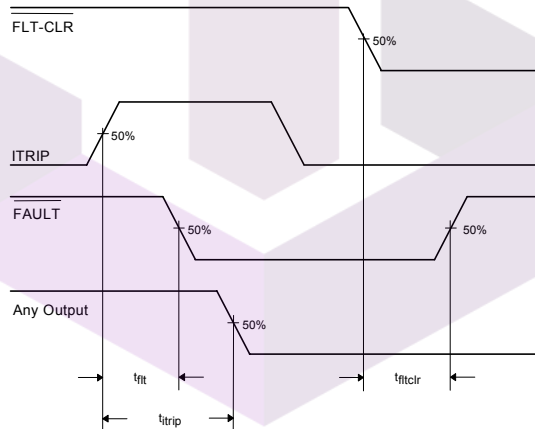 FLT-CLR
50%
50%
ITRIP
FAULT
50%
50%
Any Output
50%
tflt
tfltclr
titrip